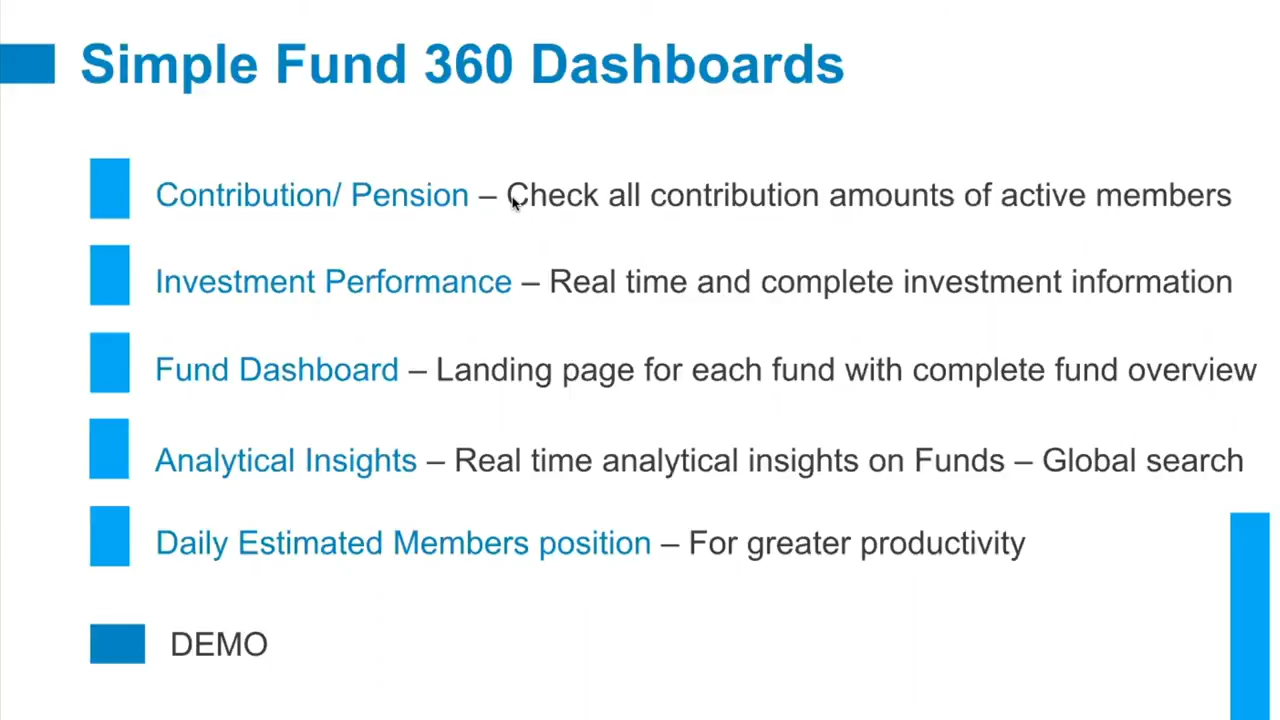 Simple Fund 360 Dashboards
Contribution/ Pension – Check all contribution amounts of active members
Investment Performance – Real time and complete investment information
Fund Dashboard – Landing page for each fund with complete fund overview
Analytical Insights – Real time analytical insights on Funds – Global search
Daily Estimated Members position – For greater productivity
DEMO